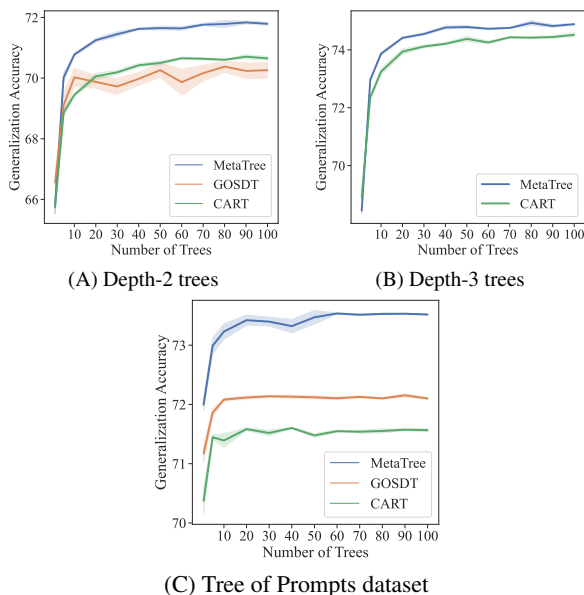 72
70
68
66
Generalization Accuracy
MetaTree
GOSDT
CART
10 20 30 40 50 60 70 80 90 100
Number of Trees
(A) Depth-2 trees
74
72
70
Generalization Accuracy
MetaTree
CART
10 20 30 40 50 60 70 80 90 100
Number of Trees
(B) Depth-3 trees
73
72
71
70
Generalization Accuracy
MetaTree
GOSDT
CART
10 20 30 40 50 60 70 80 90 100
Number of Trees
(C) Tree of Prompts dataset